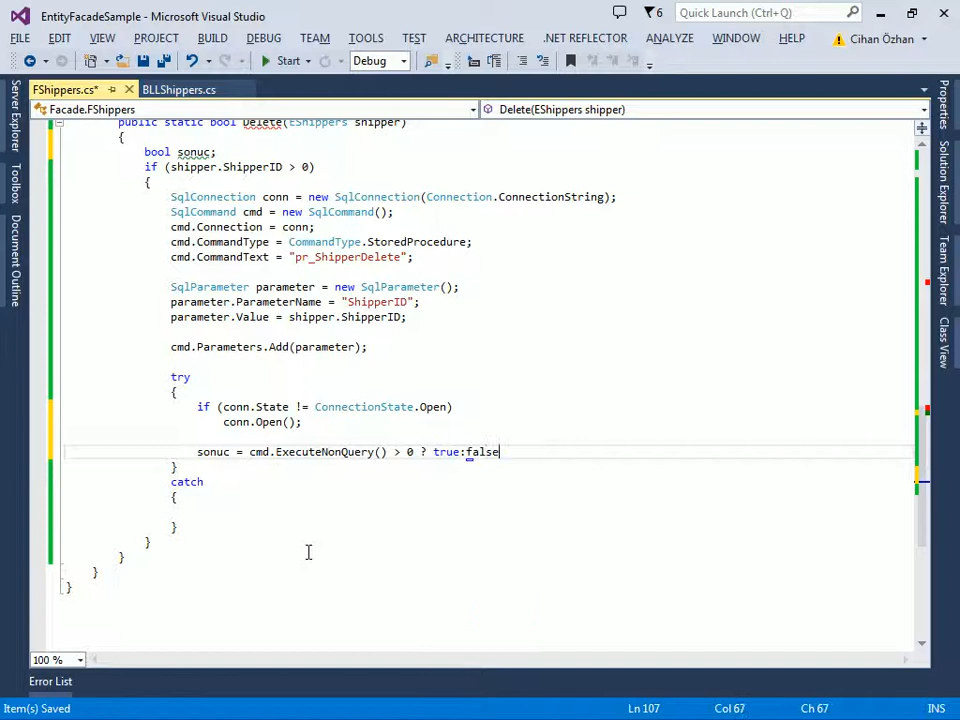 EntityFacadeSample - Microsoft Visual Studio
6
Quick Launch (Ctrl+Q)
FILE EDIT VIEW PROJECT BUILD DEBUG TEAM TOOLS TEST ARCHITECTURE .NET REFLECTOR ANALYZE WINDOW HELP Cihan Özhan
Start Debug
FShippers.cs* BLLShippers.cs
Facade.FShippers Delete(EShippers shipper)
public static bool Delete(EShippers shipper)
{
bool sonuc;
if (shipper.ShipperID > 0)
{
SqlConnection conn = new SqlConnection(Connection.ConnectionString);
SqlCommand cmd = new SqlCommand();
cmd.Connection = conn;
cmd.CommandType = CommandType.StoredProcedure;
cmd.CommandText = "pr_ShipperDelete";
SqlParameter parameter = new SqlParameter();
parameter.ParameterName = "ShipperID";
parameter.Value = shipper.ShipperID;
cmd.Parameters.Add(parameter);
try
{
if (conn.State != ConnectionState.Open)
conn.Open();
sonuc = cmd.ExecuteNonQuery() > 0 ? true:false
}
catch
{
}
}
}
}
}
Server Explorer
Toolbox
Document Outline
Properties
Solution Explorer
Team Explorer
Class View
100 %
Error List
Item(s) Saved Ln 107 Col 67 Ch 67 INS